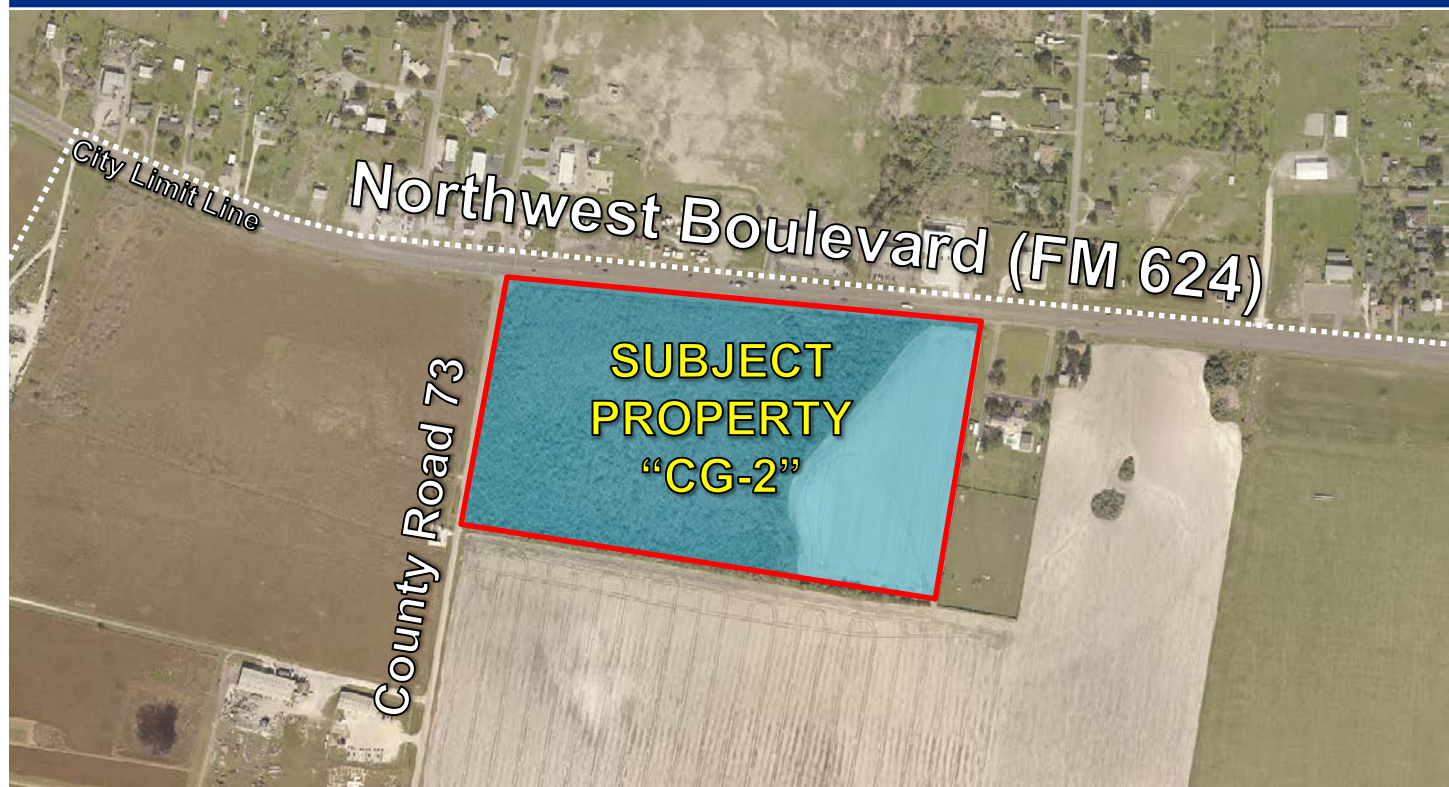 City Limit Line
Northwest Boulevard (FM 624)
SUBJECT
PROPERTY
“CG-2”
County Road 73